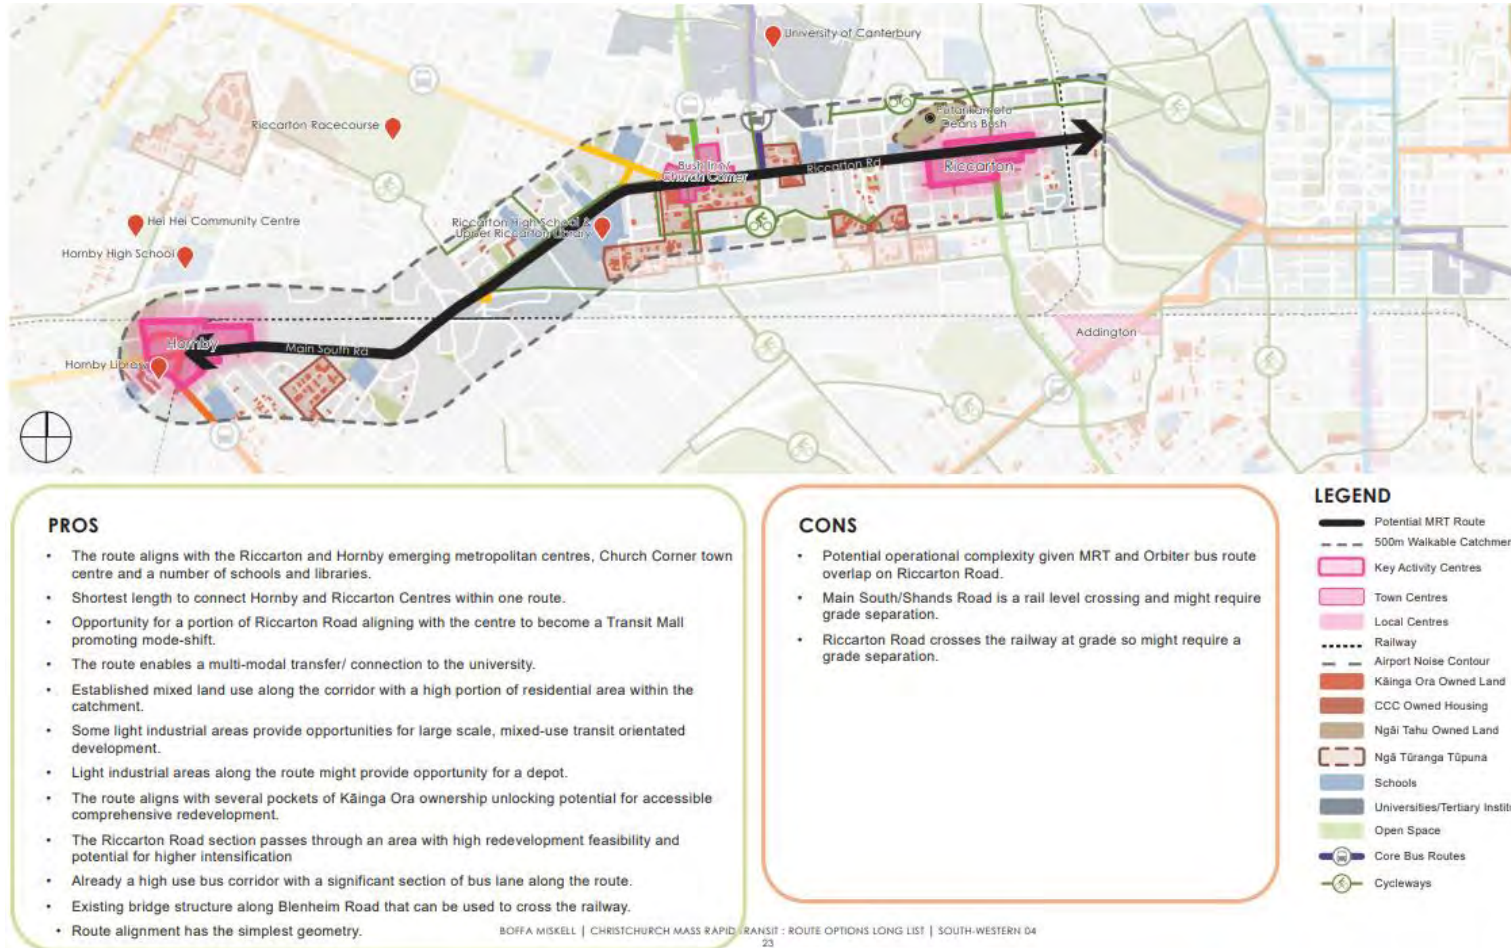 University of Canterbury
Riccarton Racecourse
Deans Bush
Bush Inn/
Church Corner
Riccarton Rd
Riccarton
Hei Hei Community Centre
Riccarton High School &
Upper Riccarton Library
Hornby High School
Addington
Hornby
Main South Rd
Hornby Library
PROS
• The route aligns with the Riccarton and Hornby emerging metropolitan centres, Church Corner town
centre and a number of schools and libraries.
• Shortest length to connect Hornby and Riccarton Centres within one route.
• Opportunity for a portion of Riccarton Road aligning with the centre to become a Transit Mall
promoting mode-shift.
• The route enables a multi-modal transfer/ connection to the university.
• Established mixed land use along the corridor with a high portion of residential area within the
catchment.
• Some light industrial areas provide opportunities for large scale, mixed-use transit orientated
development.
• Light industrial areas along the route might provide opportunity for a depot.
• The route aligns with several pockets of Kāinga Ora ownership unlocking potential for accessible
comprehensive redevelopment.
• The Riccarton Road section passes through an area with high redevelopment feasibility and
potential for higher intensification
• Already a high use bus corridor with a significant section of bus lane along the route.
• Existing bridge structure along Blenheim Road that can be used to cross the railway.
• Route alignment has the simplest geometry.
CONS
• Potential operational complexity given MRT and Orbiter bus route
overlap on Riccarton Road.
• Main South/Shands Road is a rail level crossing and might require
grade separation.
• Riccarton Road crosses the railway at grade so might require a
grade separation.
LEGEND
Potential MRT Route
500m Walkable Catchmen
Key Activity Centres
Town Centres
Local Centres
Railway
Airport Noise Contour
Kāinga Ora Owned Land
CCC Owned Housing
Ngāi Tahu Owned Land
Ngā Tūranga Tūpuna
Schools
Universities/Tertiary Instit
Open Space
Core Bus Routes
Cycleways
BOFFA MISKELL | CHRISTCHURCH MASS RAPID TRANSIT : ROUTE OPTIONS LONG LIST | SOUTH-WESTERN 04
23